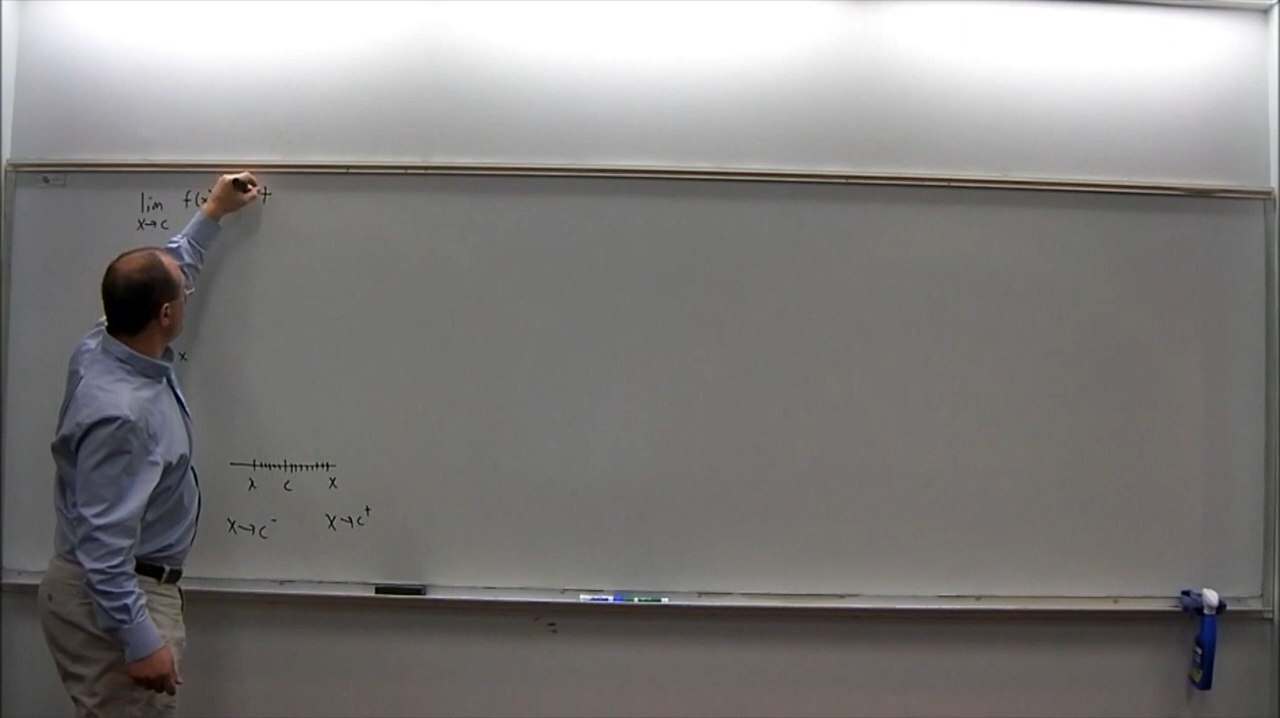 lim f(x
x→c
x
x c x
x→c⁻ x→c⁺